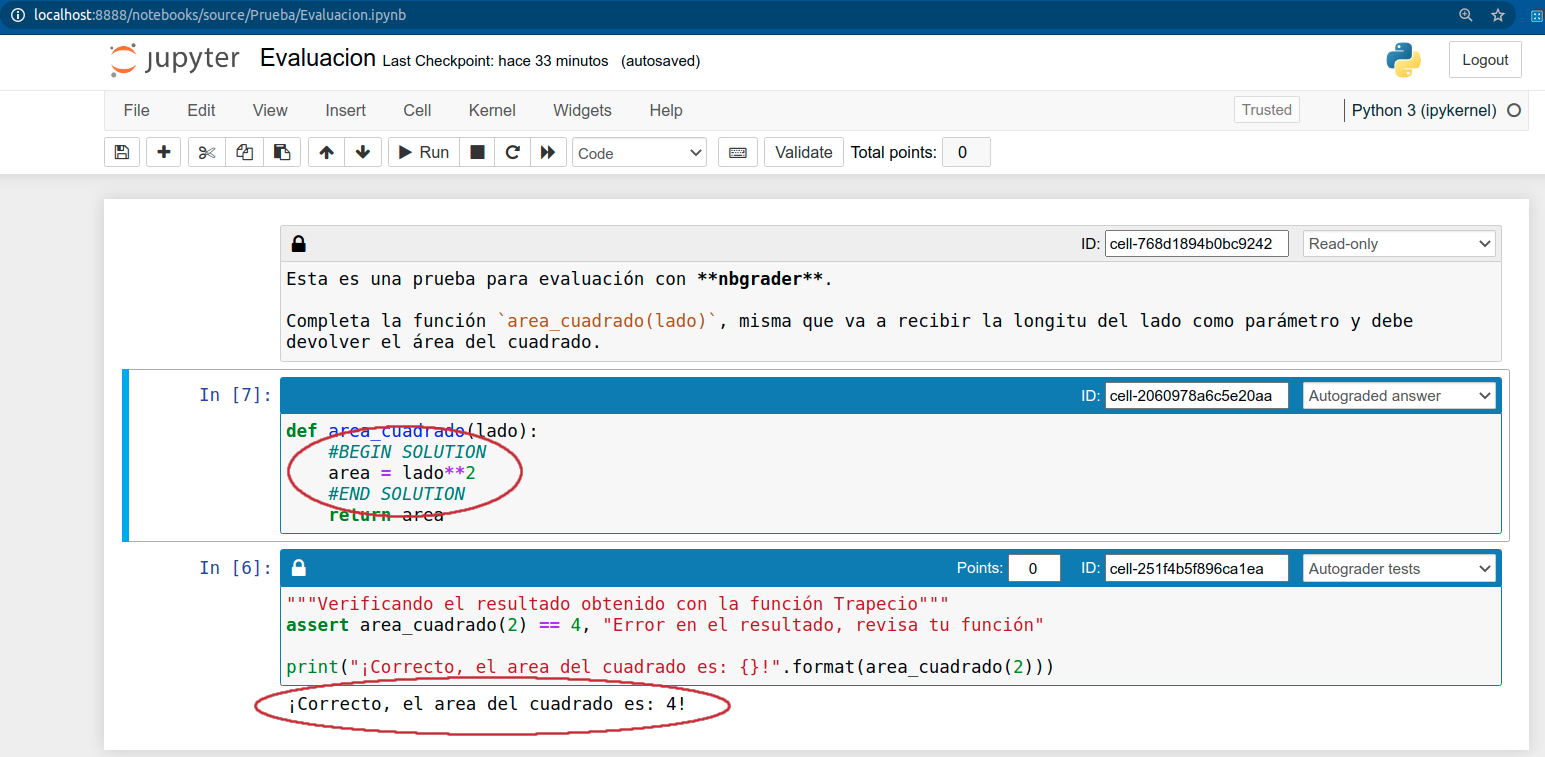 localhost:8888/notebooks/source/Prueba/Evaluacion.ipynb
jupyter Evaluacion Last Checkpoint: hace 33 minutos (autosaved)
Logout
File Edit View Insert Cell Kernel Widgets Help
Trusted Python 3 (ipykernel)
Run Code Validate Total points: 0
ID: cell-768d1894b0bc9242 Read-only
Esta es una prueba para evaluación con **nbgrader**.
Completa la función `area_cuadrado(lado)`, misma que va a recibir la longitu del lado como parámetro y debe
devolver el área del cuadrado.
In [7]:
ID: cell-2060978a6c5e20aa Autograded answer
def area_cuadrado(lado):
    #BEGIN SOLUTION
    area = lado**2
    #END SOLUTION
    return area
In [6]:
Points: 0 ID: cell-251f4b5f896ca1ea Autograder tests
"""Verificando el resultado obtenido con la función Trapecio"""
assert area_cuadrado(2) == 4, "Error en el resultado, revisa tu función"
print("¡Correcto, el area del cuadrado es: {}!".format(area_cuadrado(2)))
¡Correcto, el area del cuadrado es: 4!